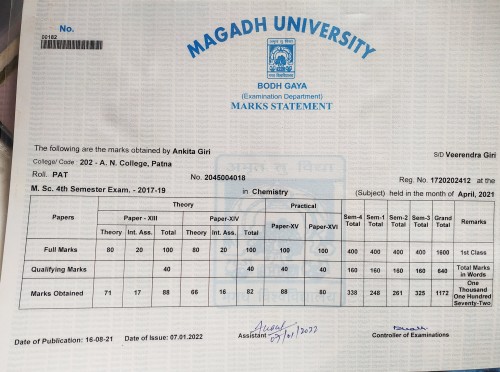 No.
00182
MAGADH UNIVERSITY
BODH GAYA
(Examination Department)
MARKS STATEMENT
The following are the marks obtained by Ankita Giri S/D Veerendra Giri
College/ Code : 202 - A. N. College, Patna
Roll. PAT No. 2045004018 Reg. No. 1720202412 at the
M. Sc. 4th Semester Exam. - 2017-19 in Chemistry (Subject) held in the month of April, 2021
Papers Theory Practical Sem-4 Total Sem-1 Total Sem-2 Total Sem-3 Total Grand Total
Paper - XIII Paper-XIV Paper-XV Paper-XVI
Theory Int. Ass. Total Theory Int. Ass. Total
Full Marks 80 20 100 80 20 100 100 100 400 400 400 400 1600 1st Class
Qualifying Marks 40 40 40 40 160 160 160 160 640 Total Marks in Words
Marks Obtained 71 17 88 66 16 82 88 80 338 248 261 325 1172 One Thousand One Hundred Seventy-Two
Date of Publication: 16-08-21 Date of Issue: 07.01.2022 Assistant Controller of Examinations